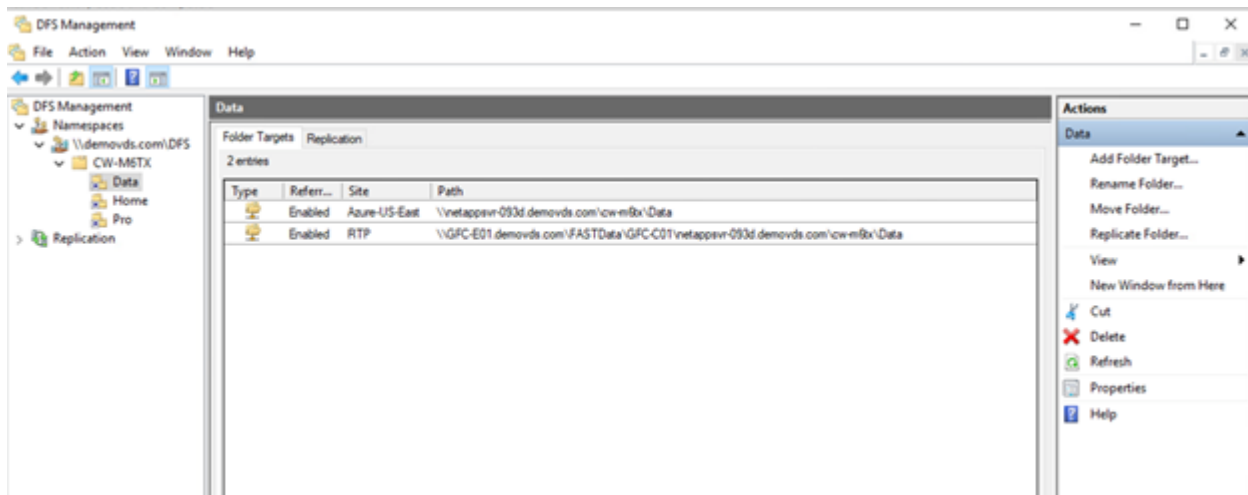 DFS Management
File Action View Window Help
DFS Management
Namespaces
\\demovds.com\DFS
CW-M6TX
Data
Home
Pro
Replication
Data
Folder Targets Replication
2 entries
Type Referr... Site Path
Enabled Azure-US-East \\netappsvr-093d.demovds.com\cw-m6tx\Data
Enabled RTP \\GFC-E01.demovds.com\FASTData\GFC-C01\netappsvr-093d.demovds.com\cw-m6tx\Data
Actions
Data
Add Folder Target...
Rename Folder...
Move Folder...
Replicate Folder...
View
New Window from Here
Cut
Delete
Refresh
Properties
Help